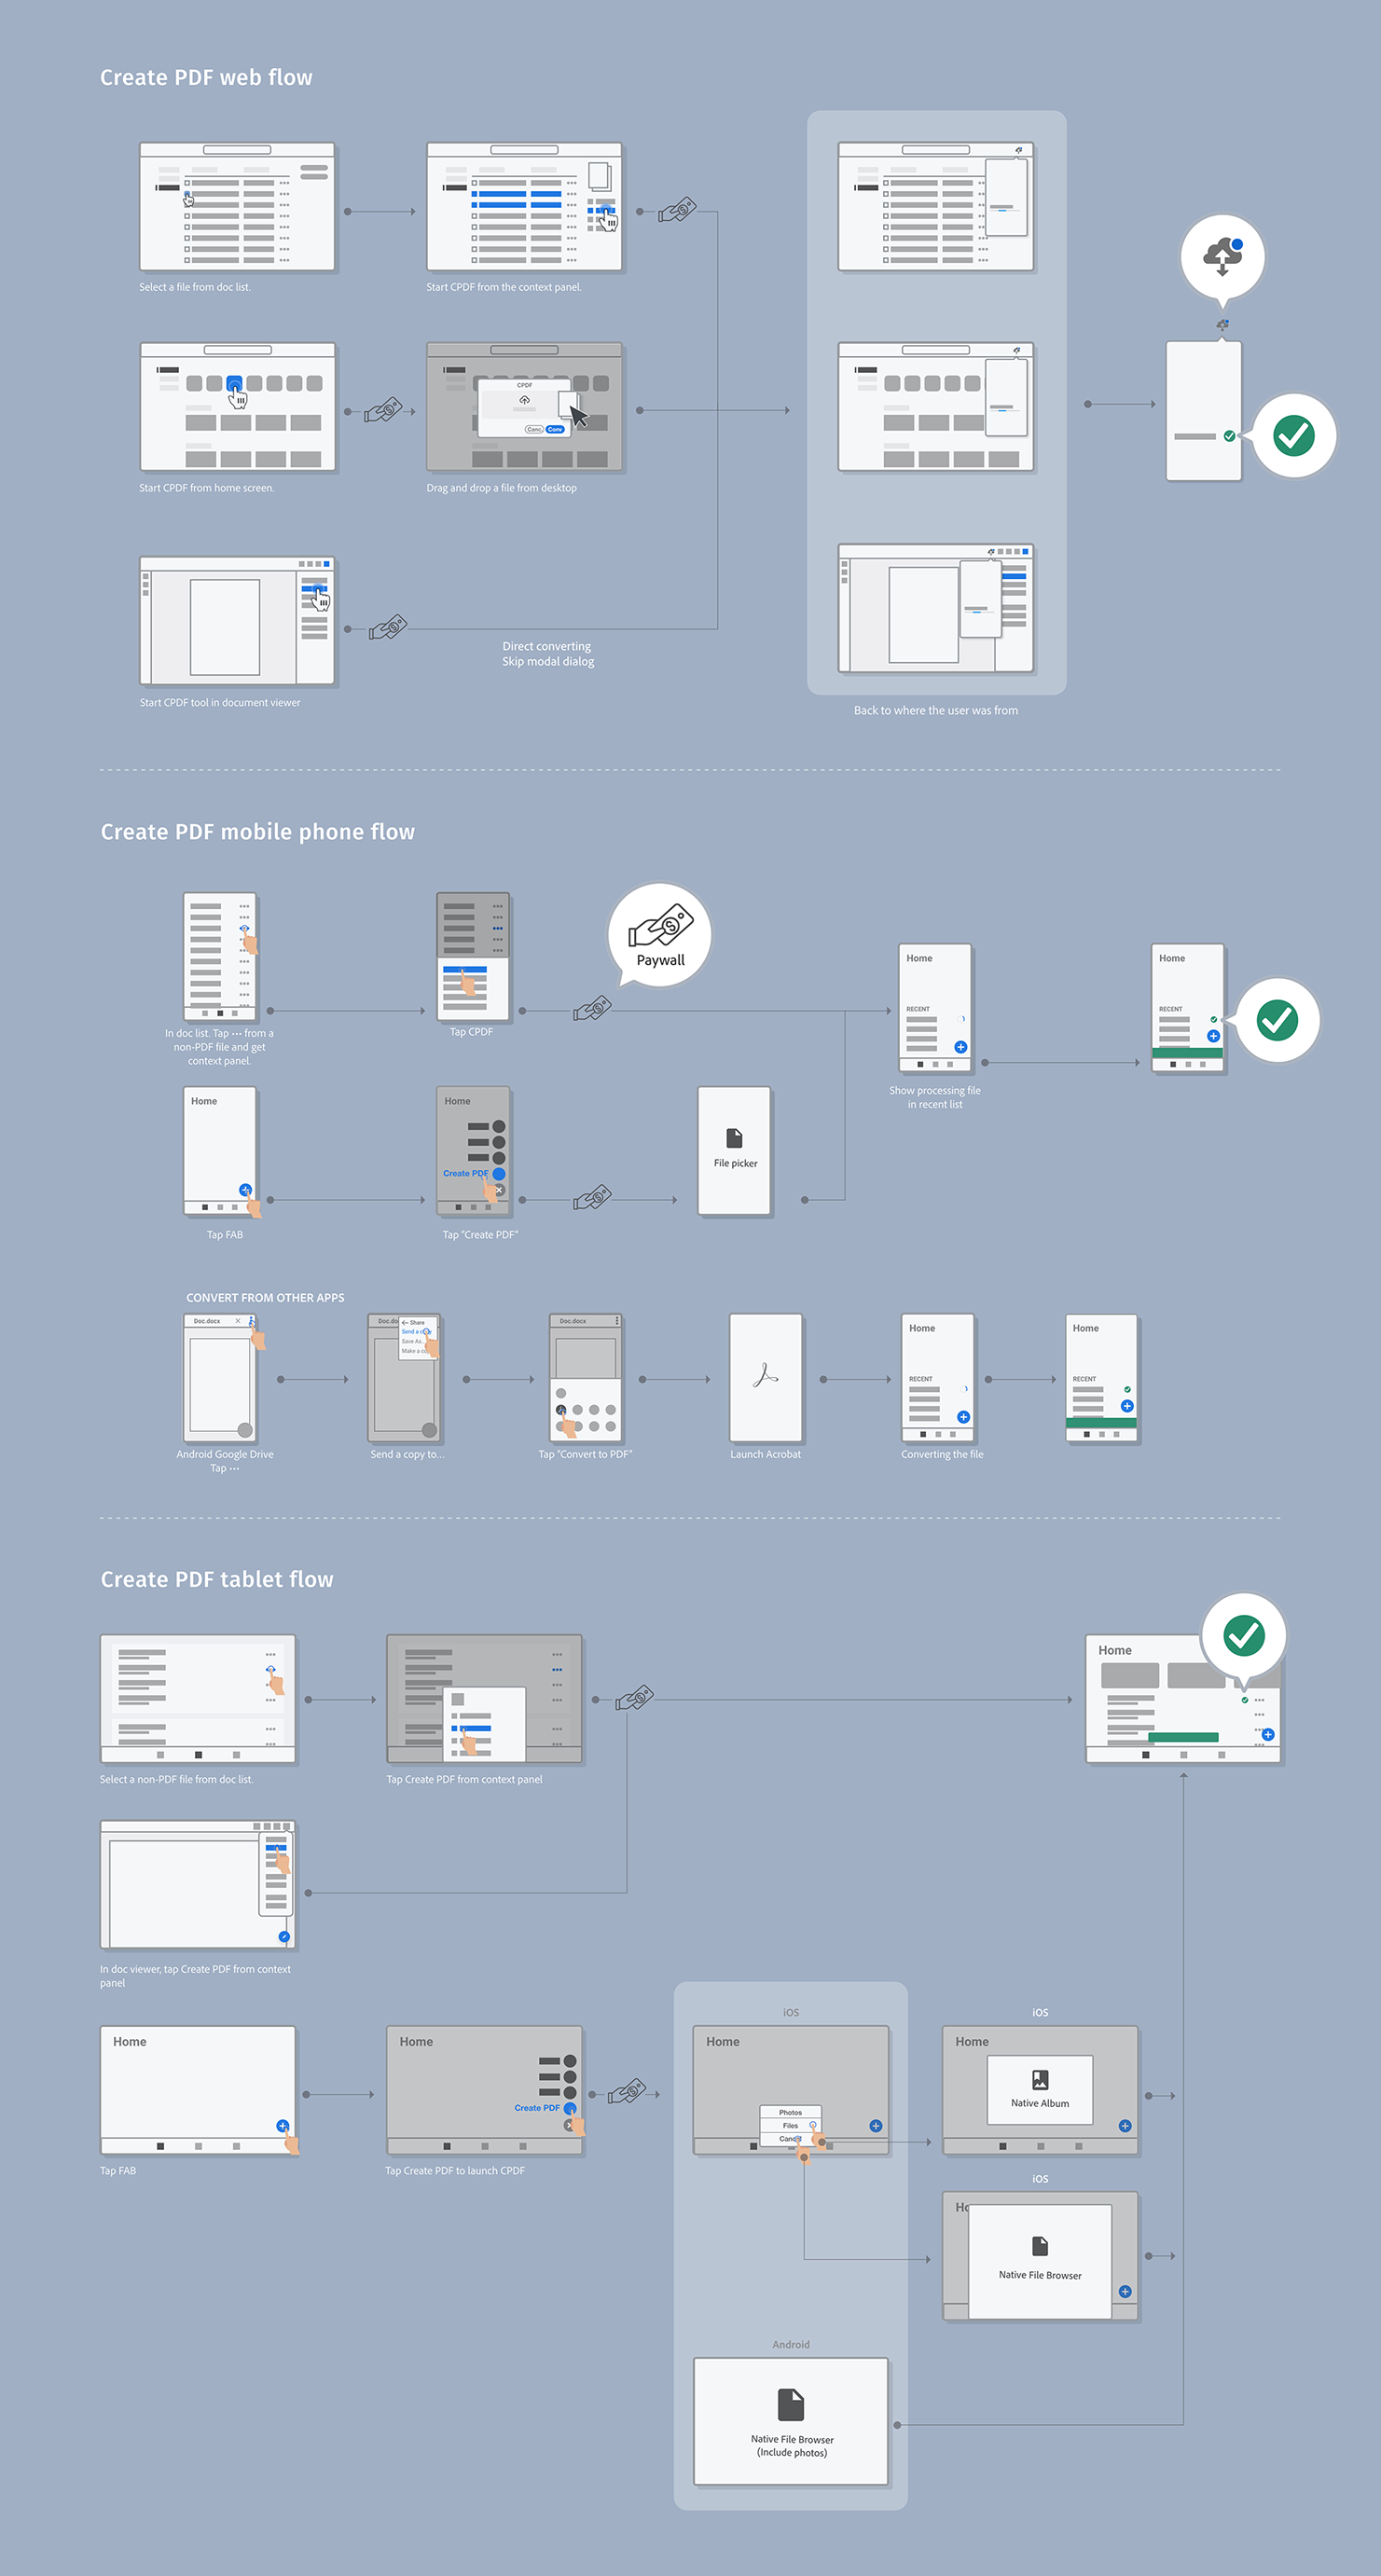 Create PDF web flow
Select a file from doc list.
Start CPDF from the context panel.
CPDF
Canc
Conv
Start CPDF from home screen.
Drag and drop a file from desktop
Direct converting
Skip modal dialog
Start CPDF tool in document viewer
Back to where the user was from
Create PDF mobile phone flow
Paywall
In doc list. Tap ••• from a
non-PDF file and get
context panel.
Tap CPDF
Home
RECENT
Home
RECENT
Show processing file
in recent list
Home
Home
Create PDF
File picker
Tap FAB
Tap "Create PDF"
CONVERT FROM OTHER APPS
Doc.docx
Share
Send a copy
Save As..
Make a co
Doc.docx
Home
RECENT
Home
RECENT
Android Google Drive
Tap •••
Send a copy to...
Tap "Convert to PDF"
Launch Acrobat
Converting the file
Create PDF tablet flow
Home
Select a non-PDF file from doc list.
Tap Create PDF from context panel
In doc viewer, tap Create PDF from context
panel
iOS
iOS
Home
Home
Create PDF
Home
Photos
Files
Cancel
Home
Native Album
Tap FAB
Tap Create PDF to launch CPDF
iOS
Ho
Native File Browser
Android
Native File Browser
(Include photos)